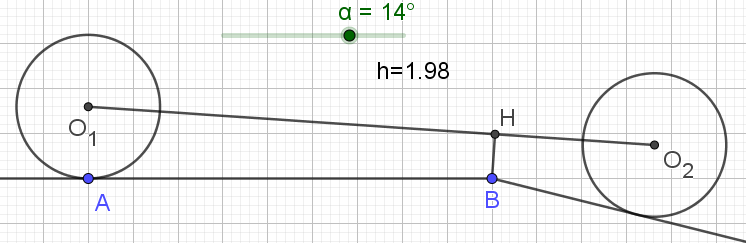 α = 14°
h=1.98
O₁
H
O₂
A
B